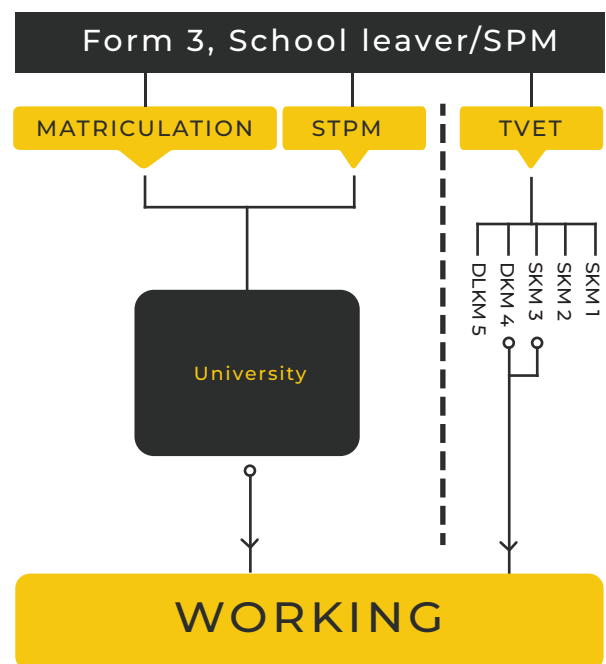 Form 3, School leaver/SPM
MATRICULATION
STPM
TVET
DLKM 5
DKM 4
SKM 3
SKM 2
SKM 1
University
WORKING